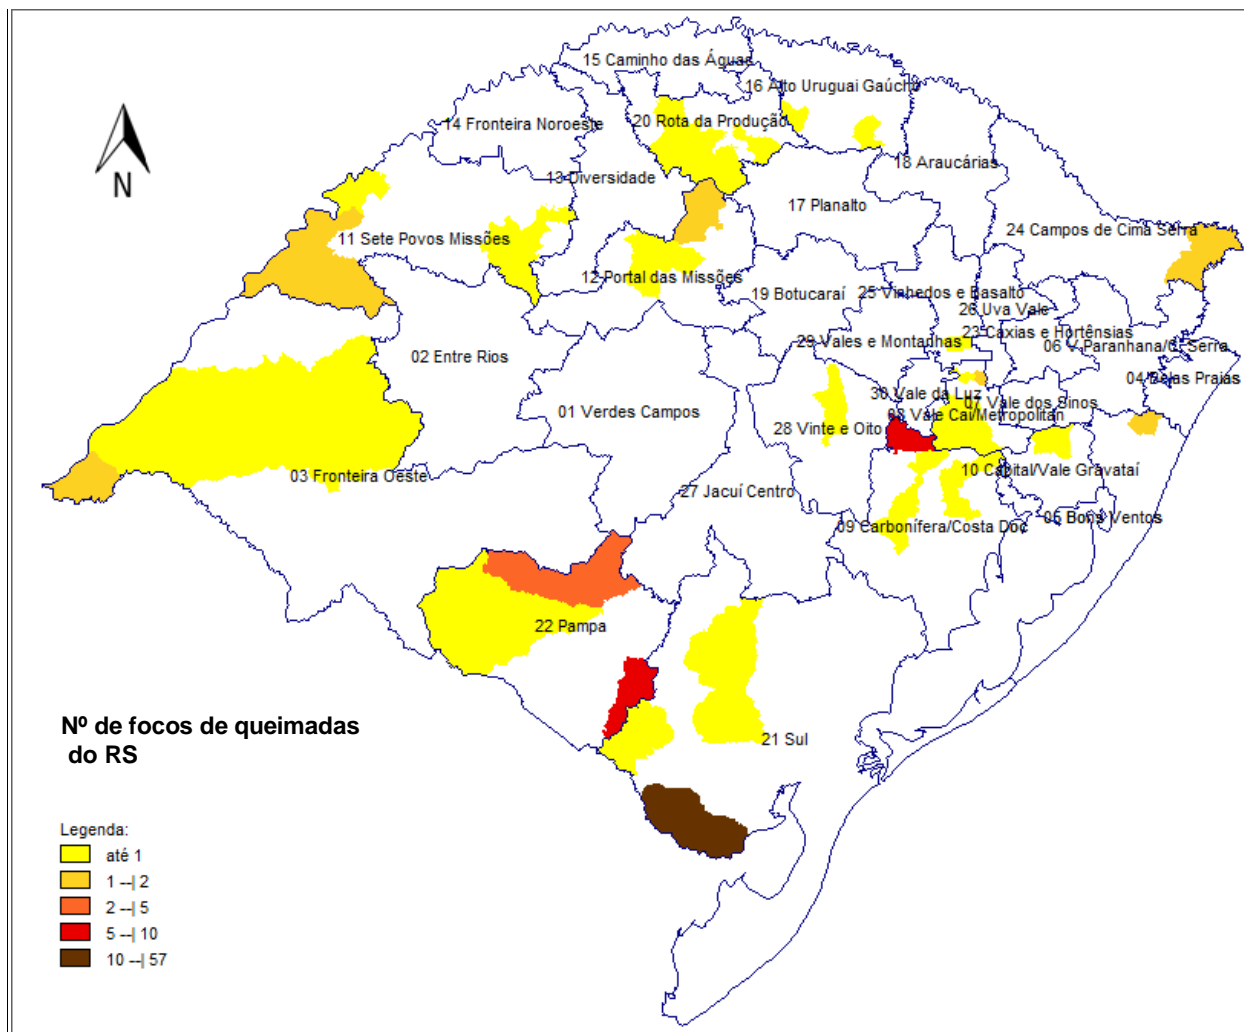 15 Caminho das Águas
16 Alto Uruguai Gaúcho
14 Fronteira Noroeste
20 Rota da Produção
18 Araucárias
13 Diversidade
17 Planalto
24 Campos de Cima Serra
11 Sete Povos Missões
12 Portal das Missões
19 Botucaraí
25 Vinhedos e Basalto
26 Uva Vale
23 Caxias e Hortênsias
29 Vales e Montanhas
06 V.Paranhana/C. Serra
02 Entre Rios
04 Belas Praias
30 Vale da Luz
07 Vale dos Sinos
01 Verdes Campos
08 Vale Caí/Metropolitan
28 Vinte e Oito
10 Capital/Vale Gravataí
03 Fronteira Oeste
27 Jacuí Centro
05 Bons Ventos
09 Carbonífera/Costa Doc
22 Pampa
21 Sul
N
Nº de focos de queimadas
do RS
Legenda:
até 1
1 --| 2
2 --| 5
5 --| 10
10 --| 57